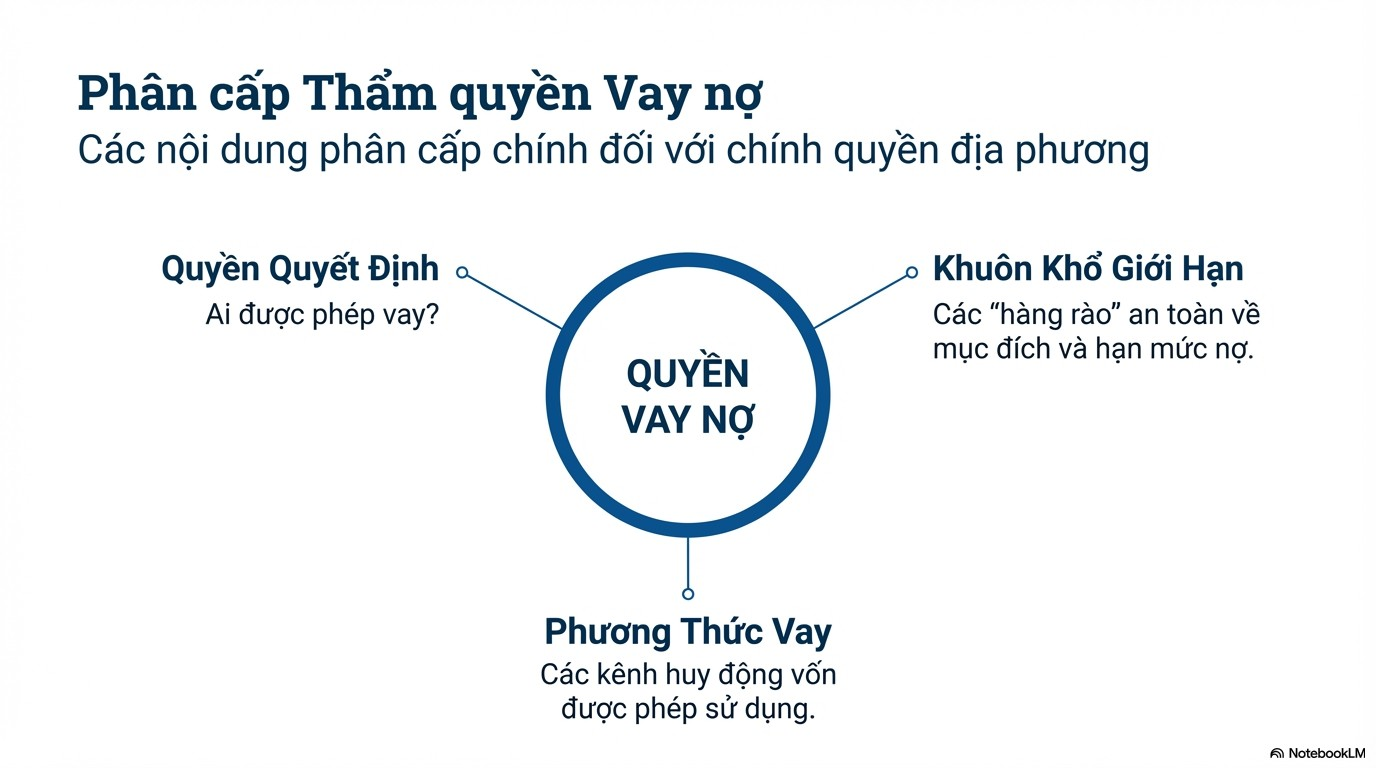 Phân cấp Thẩm quyền Vay nợ
Các nội dung phân cấp chính đối với chính quyền địa phương
Quyền Quyết Định
Ai được phép vay?
Khuôn Khổ Giới Hạn
Các “hàng rào” an toàn về
mục đích và hạn mức nợ.
QUYỀN
VAY NỢ
Phương Thức Vay
Các kênh huy động vốn
được phép sử dụng.
NotebookLM